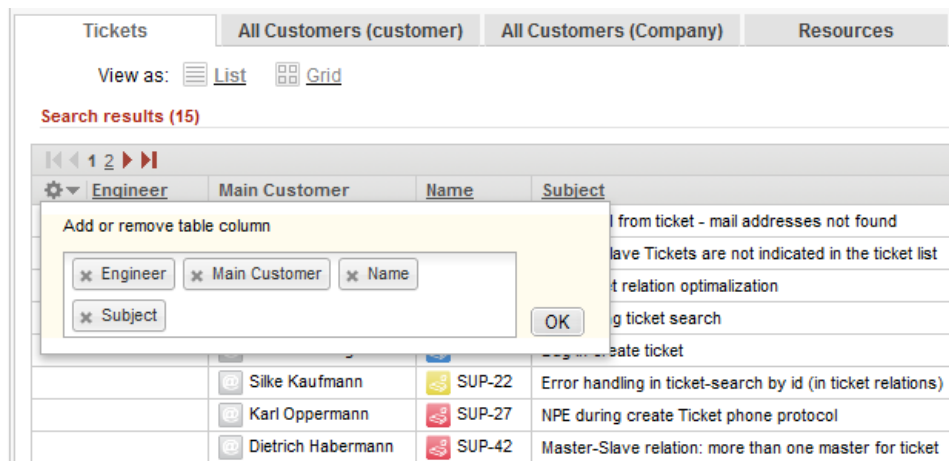 Tickets All Customers (customer) All Customers (Company) Resources
View as: List Grid
Search results (15)
1 2
Engineer Main Customer Name Subject
Add or remove table column
Engineer Main Customer Name
Subject
OK
from ticket - mail addresses not found
lave Tickets are not indicated in the ticket list
t relation optimalization
g ticket search
eate ticket
Silke Kaufmann SUP-22 Error handling in ticket-search by id (in ticket relations)
Karl Oppermann SUP-27 NPE during create Ticket phone protocol
Dietrich Habermann SUP-42 Master-Slave relation: more than one master for ticket